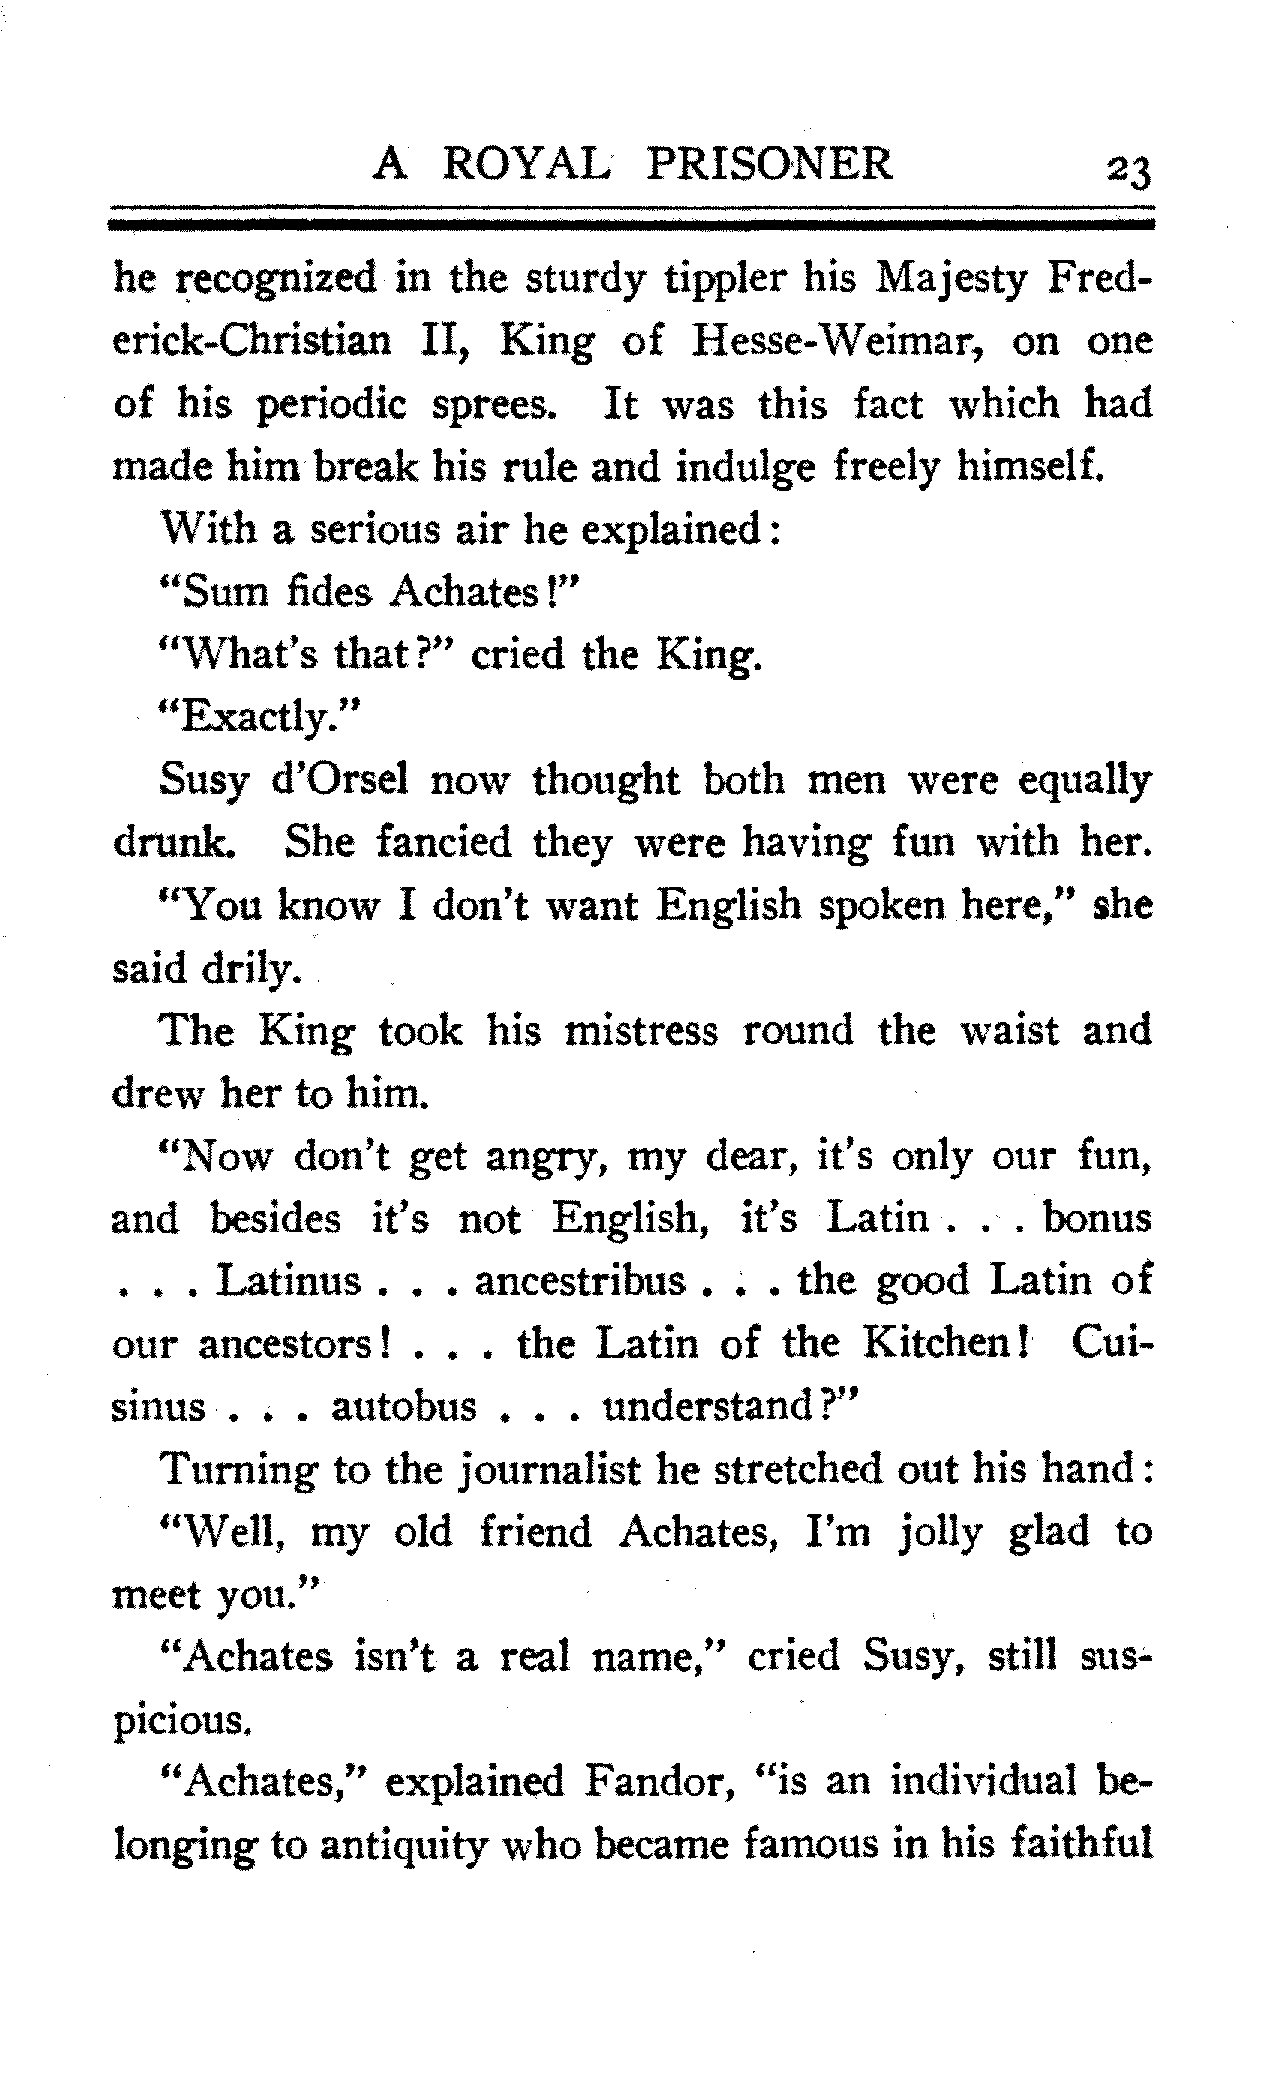 A ROYAL PRISONER 23
he recognized in the sturdy tippler his Majesty Fred-
erick-Christian II, King of Hesse-Weimar, on one
of his periodic sprees. It was this fact which had
made him break his rule and indulge freely himself.
With a serious air he explained:
“Sum fides Achates!”
“What's that?” cried the King.
“Exactly.”
Susy d'Orsel now thought both men were equally
drunk. She fancied they were having fun with her.
“You know I don't want English spoken here,” she
said drily.
The King took his mistress round the waist and
drew her to him.
“Now don't get angry, my dear, it's only our fun,
and besides it's not English, it's Latin . . . bonus
. . . Latinus . . . ancestribus . . . the good Latin of
our ancestors! . . . the Latin of the Kitchen! Cui-
sinus . . . autobus . . . understand?”
Turning to the journalist he stretched out his hand:
“Well, my old friend Achates, I'm jolly glad to
meet you.”
“Achates isn't a real name,” cried Susy, still sus-
picious.
“Achates,” explained Fandor, “is an individual be-
longing to antiquity who became famous in his faithful